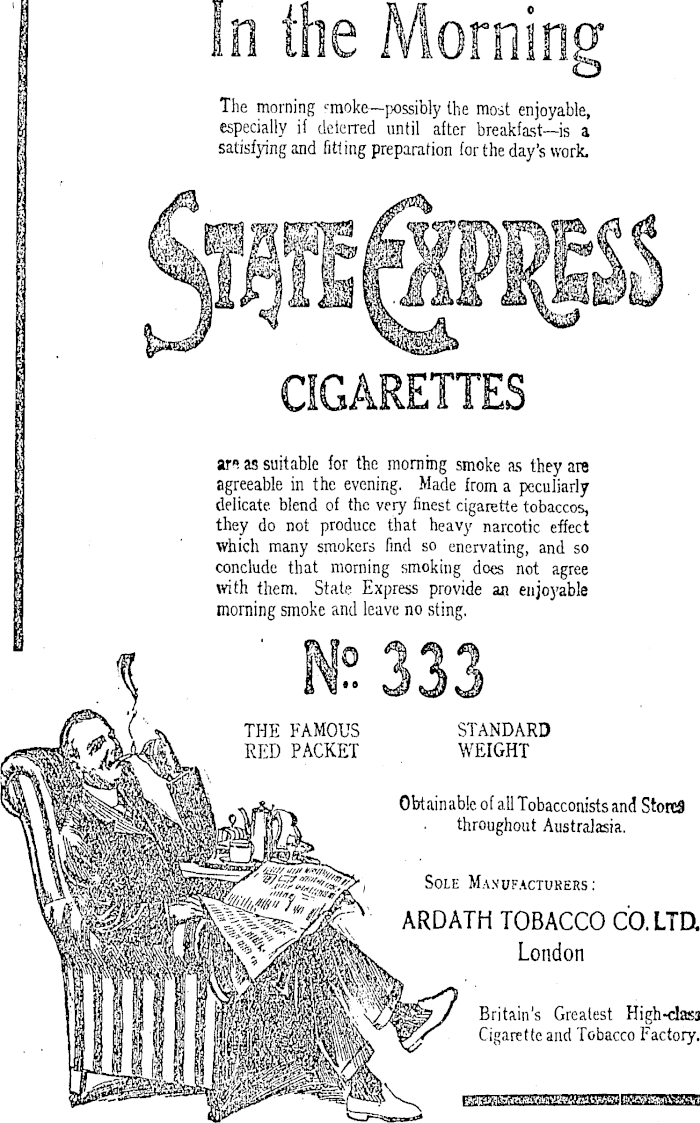 In the Morning
The morning smoke—possibly the most enjoyable,
especially if deferred until after breakfast—is a
satisfying and fitting preparation for the day's work.
STATE EXPRESS
CIGARETTES
are as suitable for the morning smoke as they are
agreeable in the evening. Made from a peculiarly
delicate blend of the very finest cigarette tobaccos,
they do not produce that heavy narcotic effect
which many smokers find so enervating, and so
conclude that morning smoking does not agree
with them. State Express provide an enjoyable
morning smoke and leave no sting.
No. 333
THE FAMOUS
RED PACKET
STANDARD
WEIGHT
Obtainable of all Tobacconists and Stores
throughout Australasia.
SOLE MANUFACTURERS:
ARDATH TOBACCO CO. LTD.
London
Britain's Greatest High-class
Cigarette and Tobacco Factory.